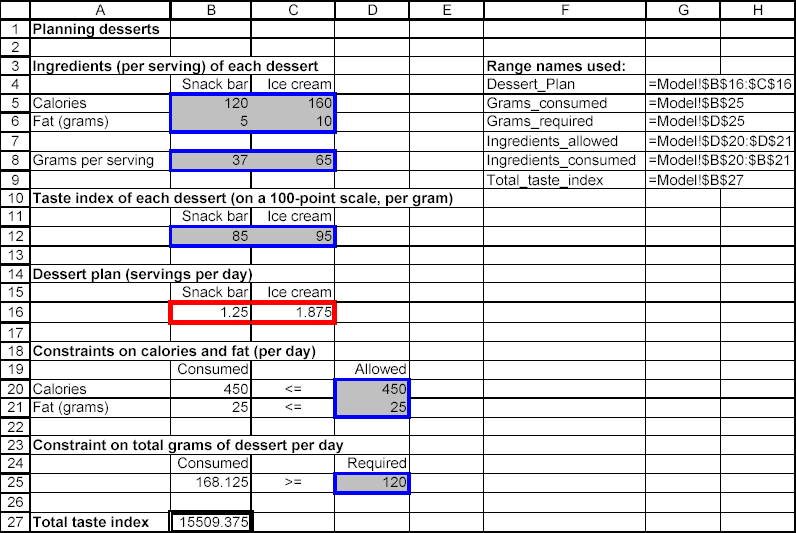 A B C D E F G H
1 Planning desserts
2
3 Ingredients (per serving) of each dessert Range names used:
4 Snack bar Ice cream Dessert_Plan =Model!$B$16:$C$16
5 Calories 120 160 Grams_consumed =Model!$B$25
6 Fat (grams) 5 10 Grams_required =Model!$D$25
7 Ingredients_allowed =Model!$D$20:$D$21
8 Grams per serving 37 65 Ingredients_consumed =Model!$B$20:$B$21
9 Total_taste_index =Model!$B$27
10 Taste index of each dessert (on a 100-point scale, per gram)
11 Snack bar Ice cream
12 85 95
13
14 Dessert plan (servings per day)
15 Snack bar Ice cream
16 1.25 1.875
17
18 Constraints on calories and fat (per day)
19 Consumed Allowed
20 Calories 450 <= 450
21 Fat (grams) 25 <= 25
22
23 Constraint on total grams of dessert per day
24 Consumed Required
25 168.125 >= 120
26
27 Total taste index 15509.375